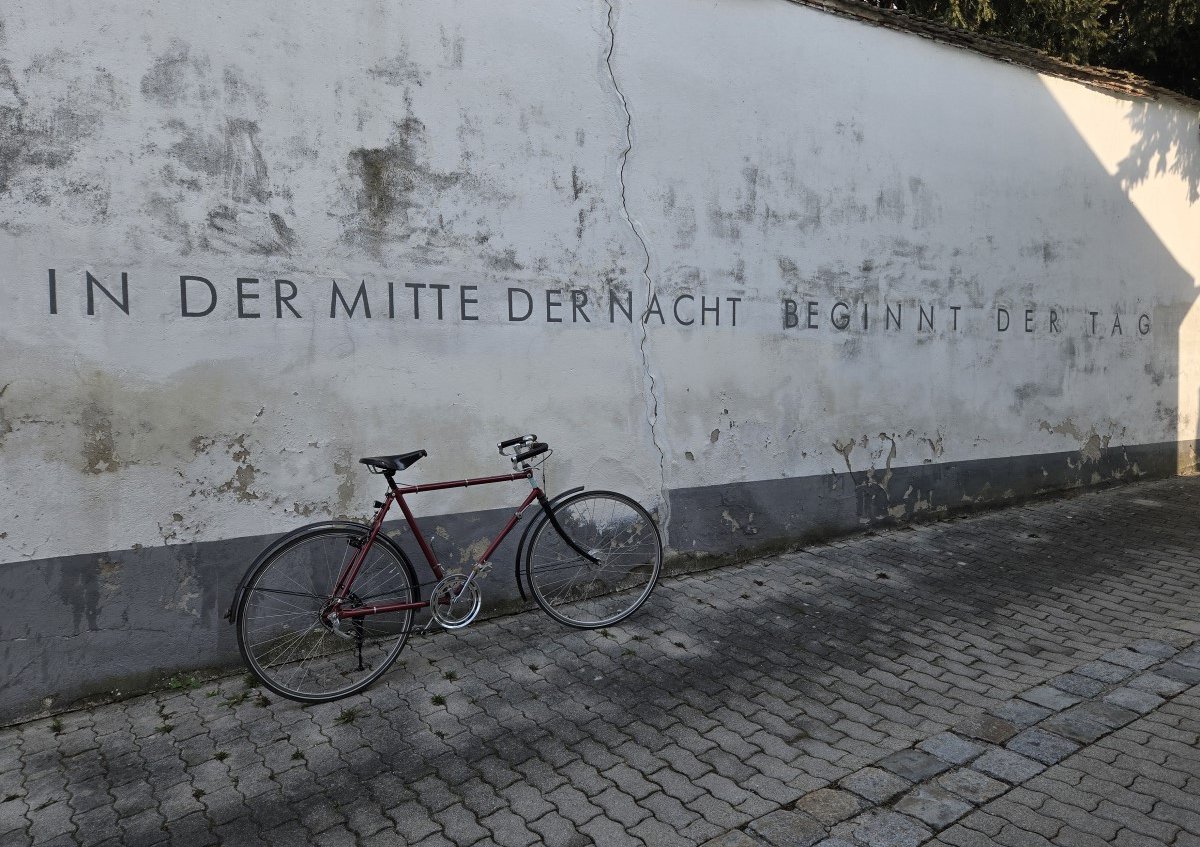 IN DER MITTE DER NACHT BEGINNT DER TAG